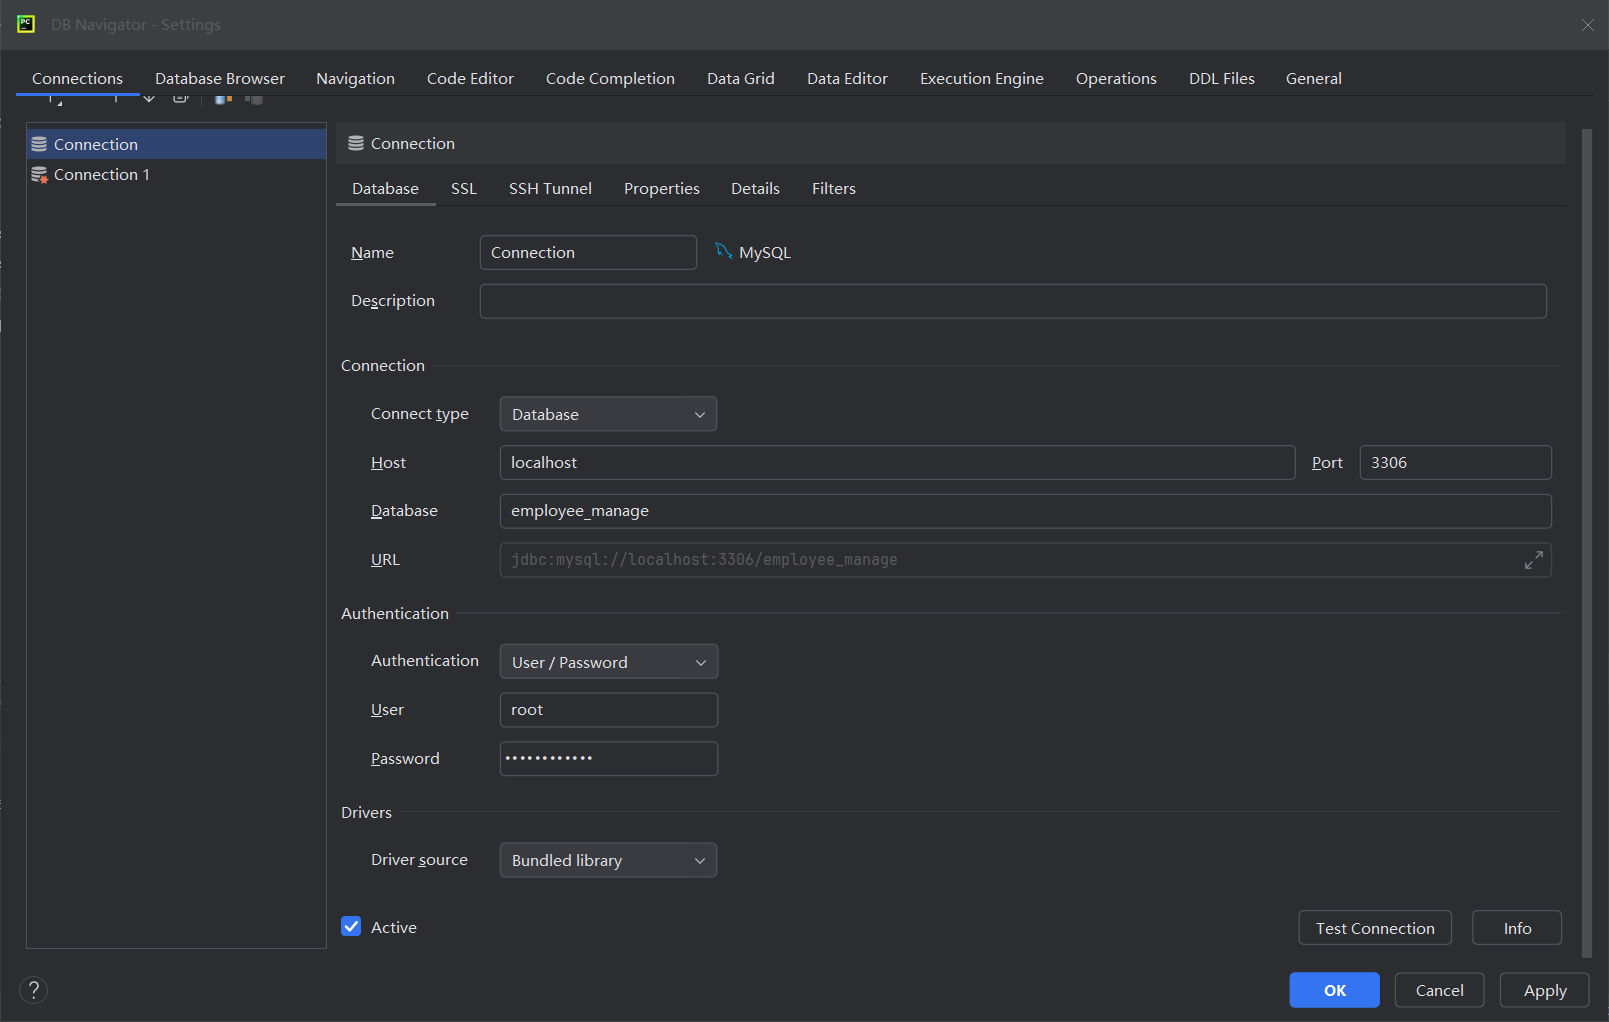 DB Navigator - Settings
Connections Database Browser Navigation Code Editor Code Completion Data Grid Data Editor Execution Engine Operations DDL Files General
Connection
Connection 1
Connection
Database SSL SSH Tunnel Properties Details Filters
Name Connection MySQL
Description
Connection
Connect type Database
Host localhost Port 3306
Database employee_manage
URL jdbc:mysql://localhost:3306/employee_manage
Authentication
Authentication User / Password
User root
Password ••••••••••••
Drivers
Driver source Bundled library
Active Test Connection Info
? OK Cancel Apply